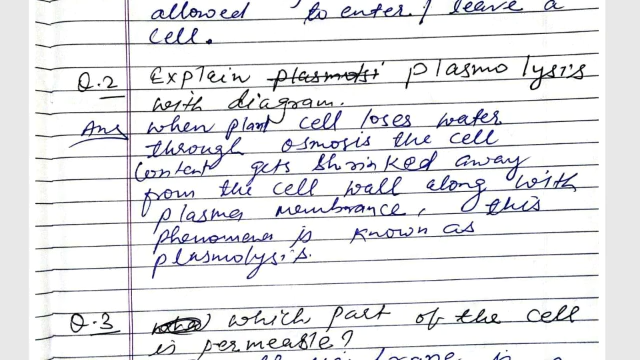 allowed to enter / leave a
cell.
Q.2 Explain plasmolysis
with diagram.
Ans when plant cell loses water
through osmosis the cell
content gets shrinked away
from the cell wall along with
plasma membrance, this
phenomena is known as
plasmolysis.
Q.3 which part of the cell
is permeable?